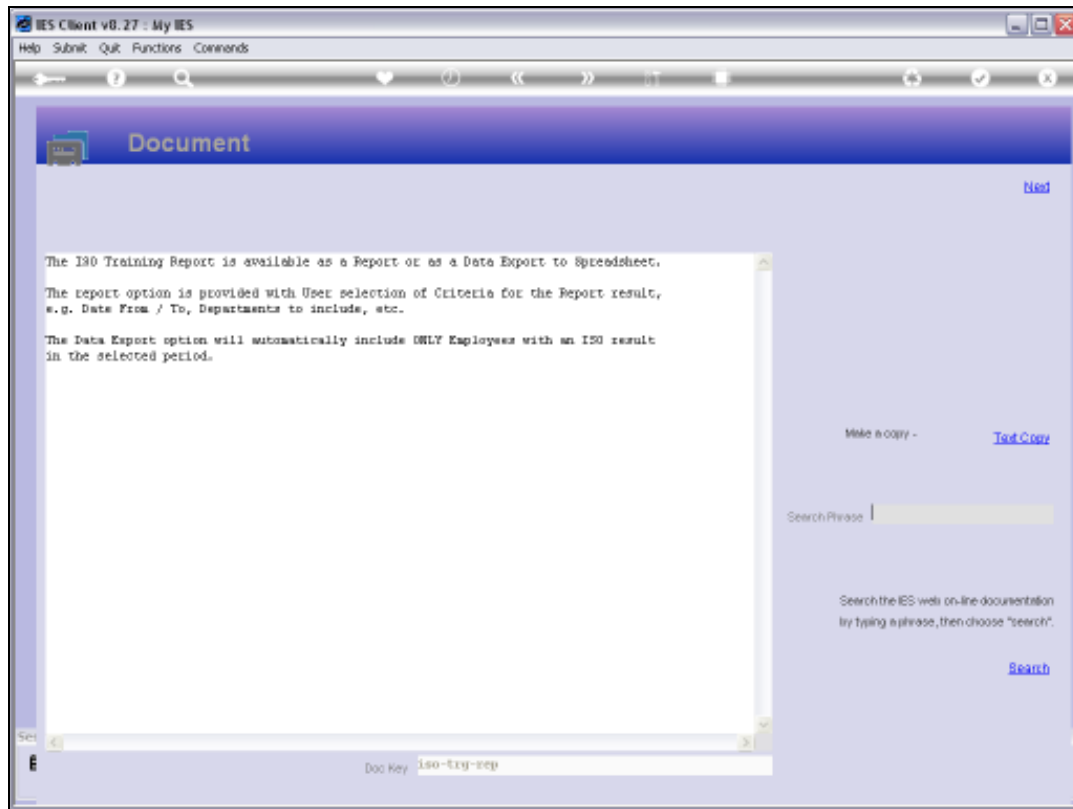 IES Client v8.27 : My IES
Help Submit Quit Functions Commands
Document
Next
The ISO Training Report is available as a Report or as a Data Export to Spreadsheet.
The report option is provided with User selection of Criteria for the Report result,
e.g. Date From / To, Departments to include, etc.
The Data Export option will automatically include ONLY Employees with an ISO result
in the selected period.
Make a copy -
Text Copy
Search Phrase
Search the IES web on-line documentation
by typing a phrase, then choose "search".
Search
Ses
Doc Key iso-trg-rep